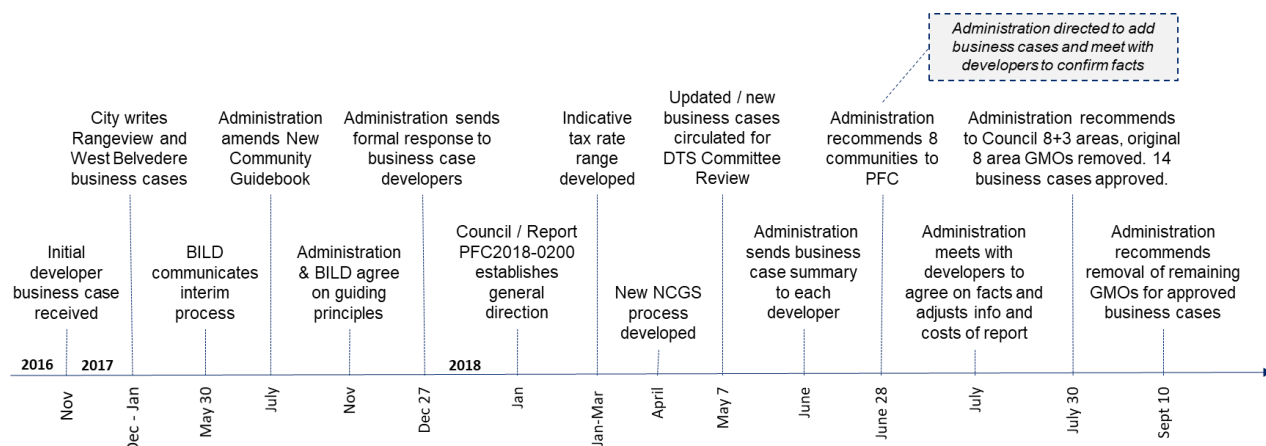 Administration directed to add
business cases and meet with
developers to confirm facts
City writes
Rangeview and
West Belvedere
business cases
Administration
amends New
Community
Guidebook
Administration sends
formal response to
business case
developers
Indicative
tax rate
range
developed
Updated / new
business cases
circulated for
DTS Committee
Review
Administration
recommends 8
communities to
PFC
Administration recommends
to Council 8+3 areas, original
8 area GMOs removed. 14
business cases approved.
Initial
developer
business case
received
BILD
communicates
interim
process
Administration
& BILD agree
on guiding
principles
Council / Report
PFC2018-0200
establishes
general
direction
New NCGS
process
developed
Administration
sends business
case summary
to each
developer
Administration
meets with
developers to
agree on facts and
adjusts info and
costs of report
Administration
recommends
removal of remaining
GMOs for approved
business cases
2016
2017
2018
Nov
Dec - Jan
May 30
July
Nov
Dec 27
Jan
Jan-Mar
April
May 7
June
June 28
July
July 30
Sept 10